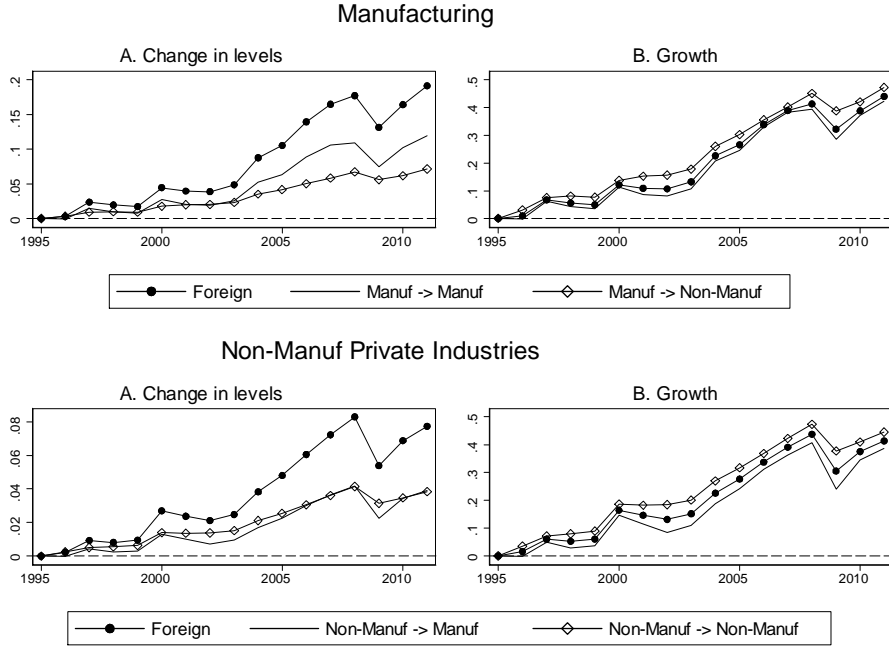 Manufacturing
A. Change in levels
B. Growth
0 .05 .1 .15 .2
0 .1 .2 .3 .4 .5
1995 2000 2005 2010
1995 2000 2005 2010
Foreign Manuf -> Manuf Manuf -> Non-Manuf
Non-Manuf Private Industries
A. Change in levels
B. Growth
0 .02 .04 .06 .08
0 .1 .2 .3 .4 .5
1995 2000 2005 2010
1995 2000 2005 2010
Foreign Non-Manuf -> Manuf Non-Manuf -> Non-Manuf